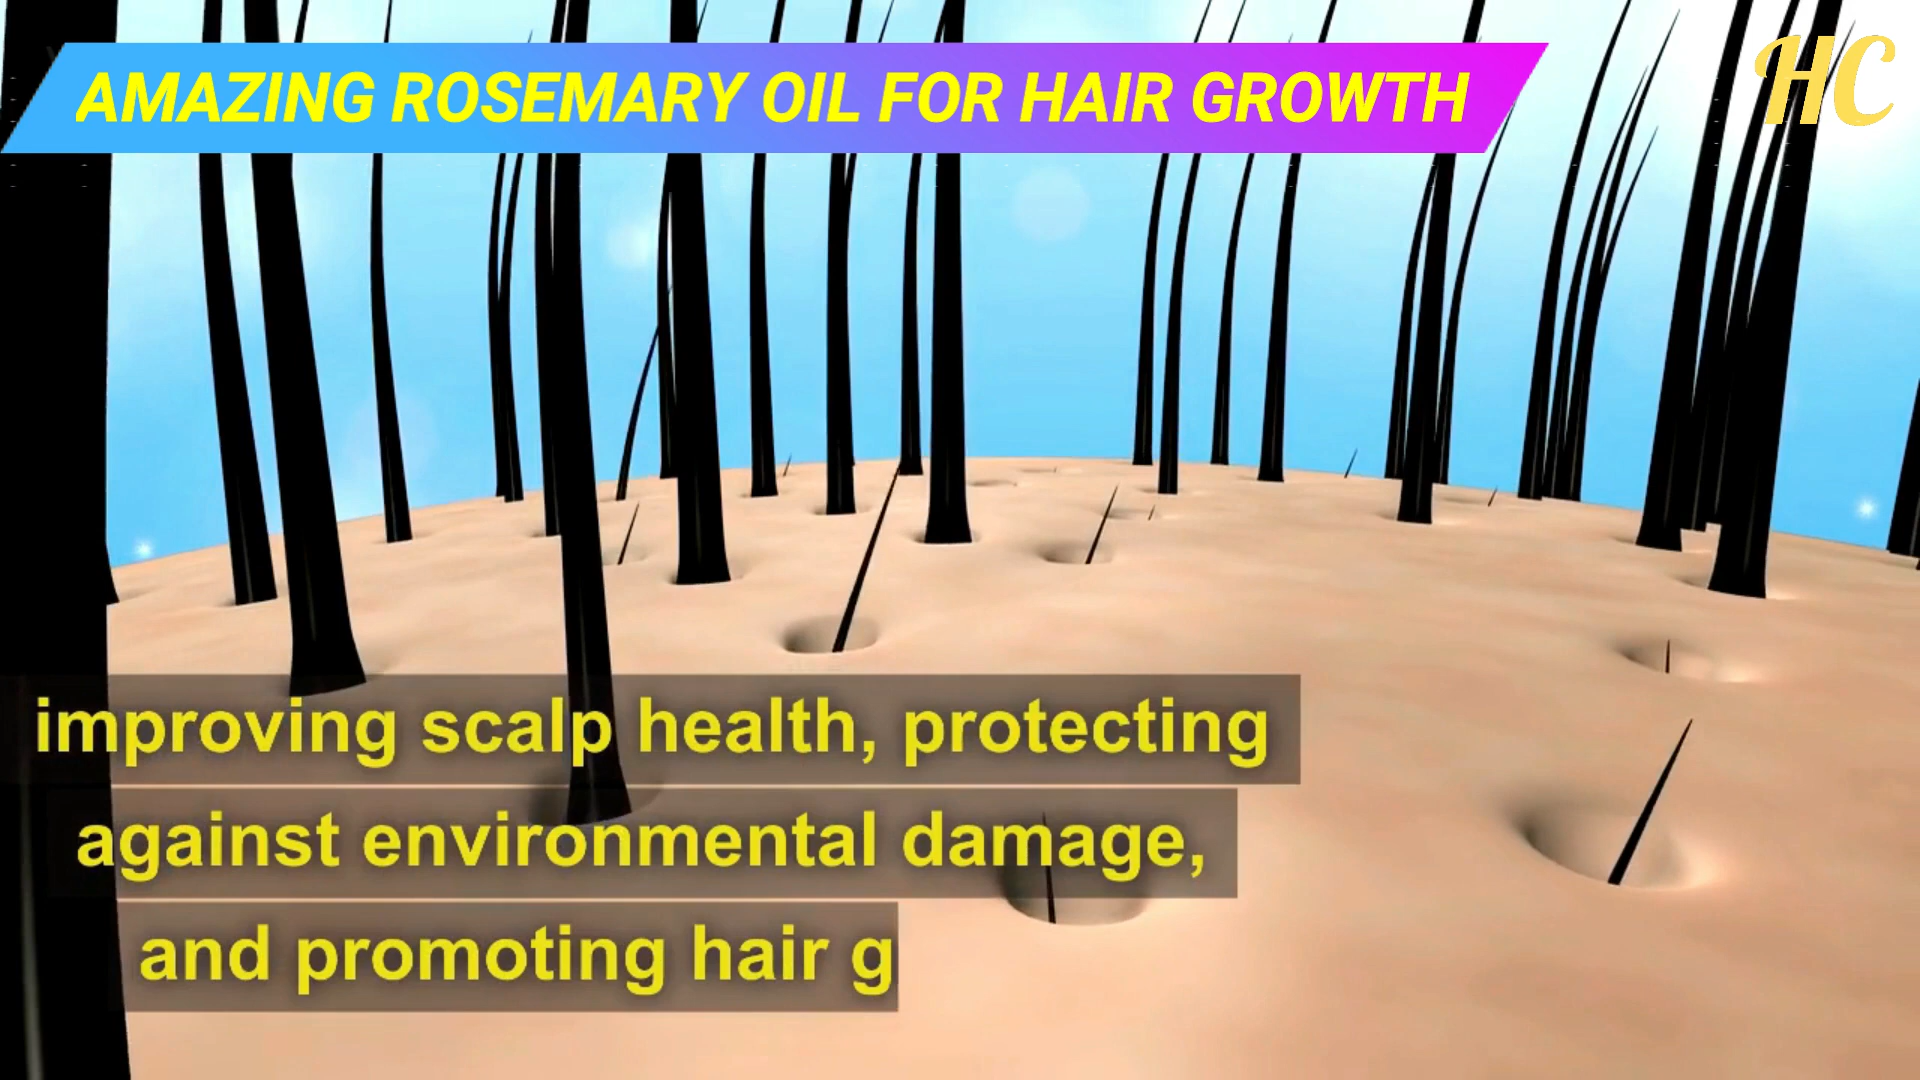 AMAZING ROSEMARY OIL FOR HAIR GROWTH
HC
improving scalp health, protecting
against environmental damage,
and promoting hair g